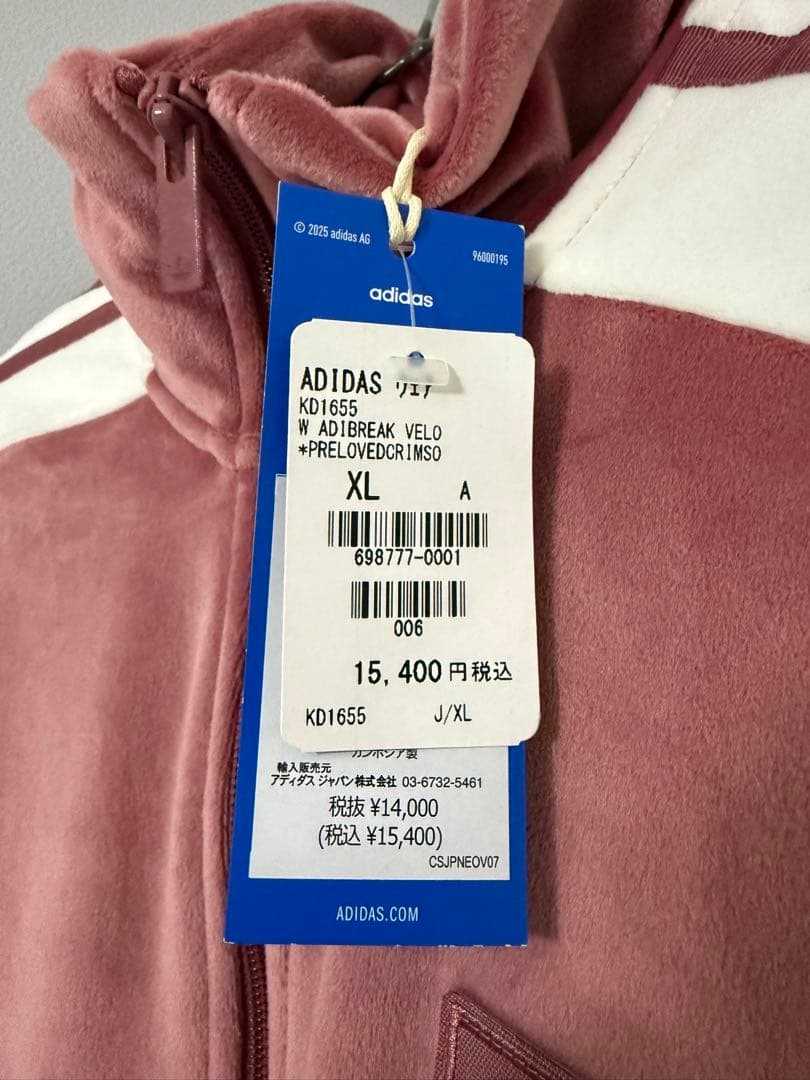 © 2025 adidas AG
96000195
adidas
ADIDAS ウェア
KD1655
W ADIBREAK VELO
*PRELOVEDCRIMSO
XL A
698777-0001
006
15,400円税込
KD1655 J/XL
カンボジア製
輸入販売元
アディダス ジャパン株式会社 03-6732-5461
税抜 ¥14,000
(税込 ¥15,400)
CSJPNEOV07
ADIDAS.COM